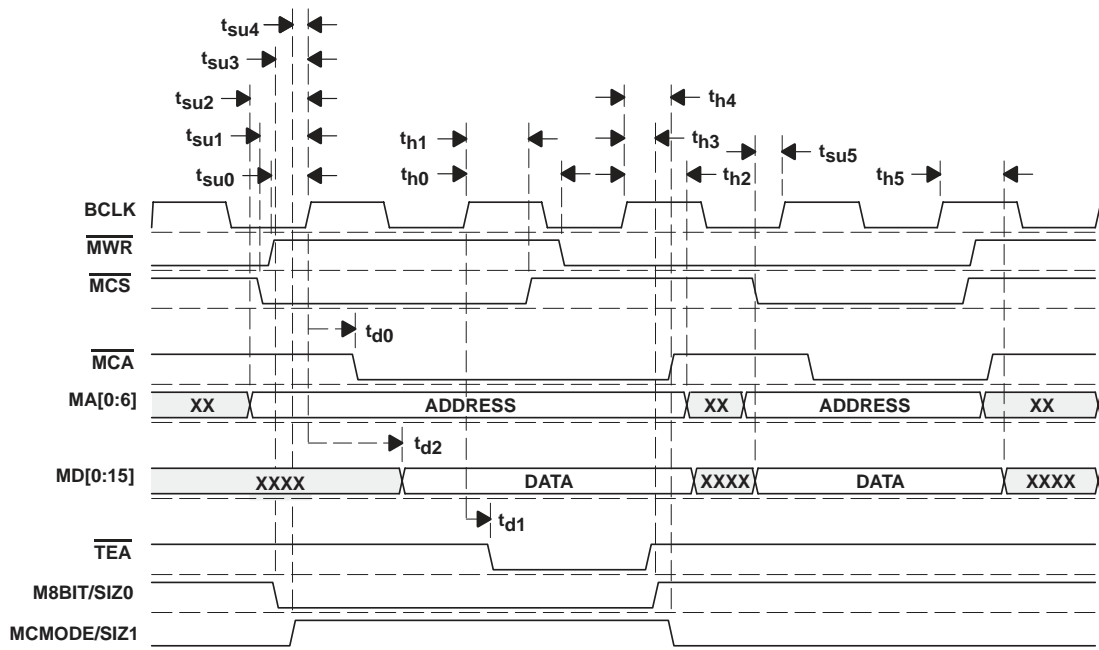 tsu4
tsu3
tsu2 th4
tsu1 th1 th3 tsu5
tsu0 th0 th2 th5
BCLK
MWR
MCS
td0
MCA
MA[0:6] XX ADDRESS XX ADDRESS XX
td2
MD[0:15] XXXX DATA XXXX DATA XXXX
td1
TEA
M8BIT/SIZ0
MCMODE/SIZ1